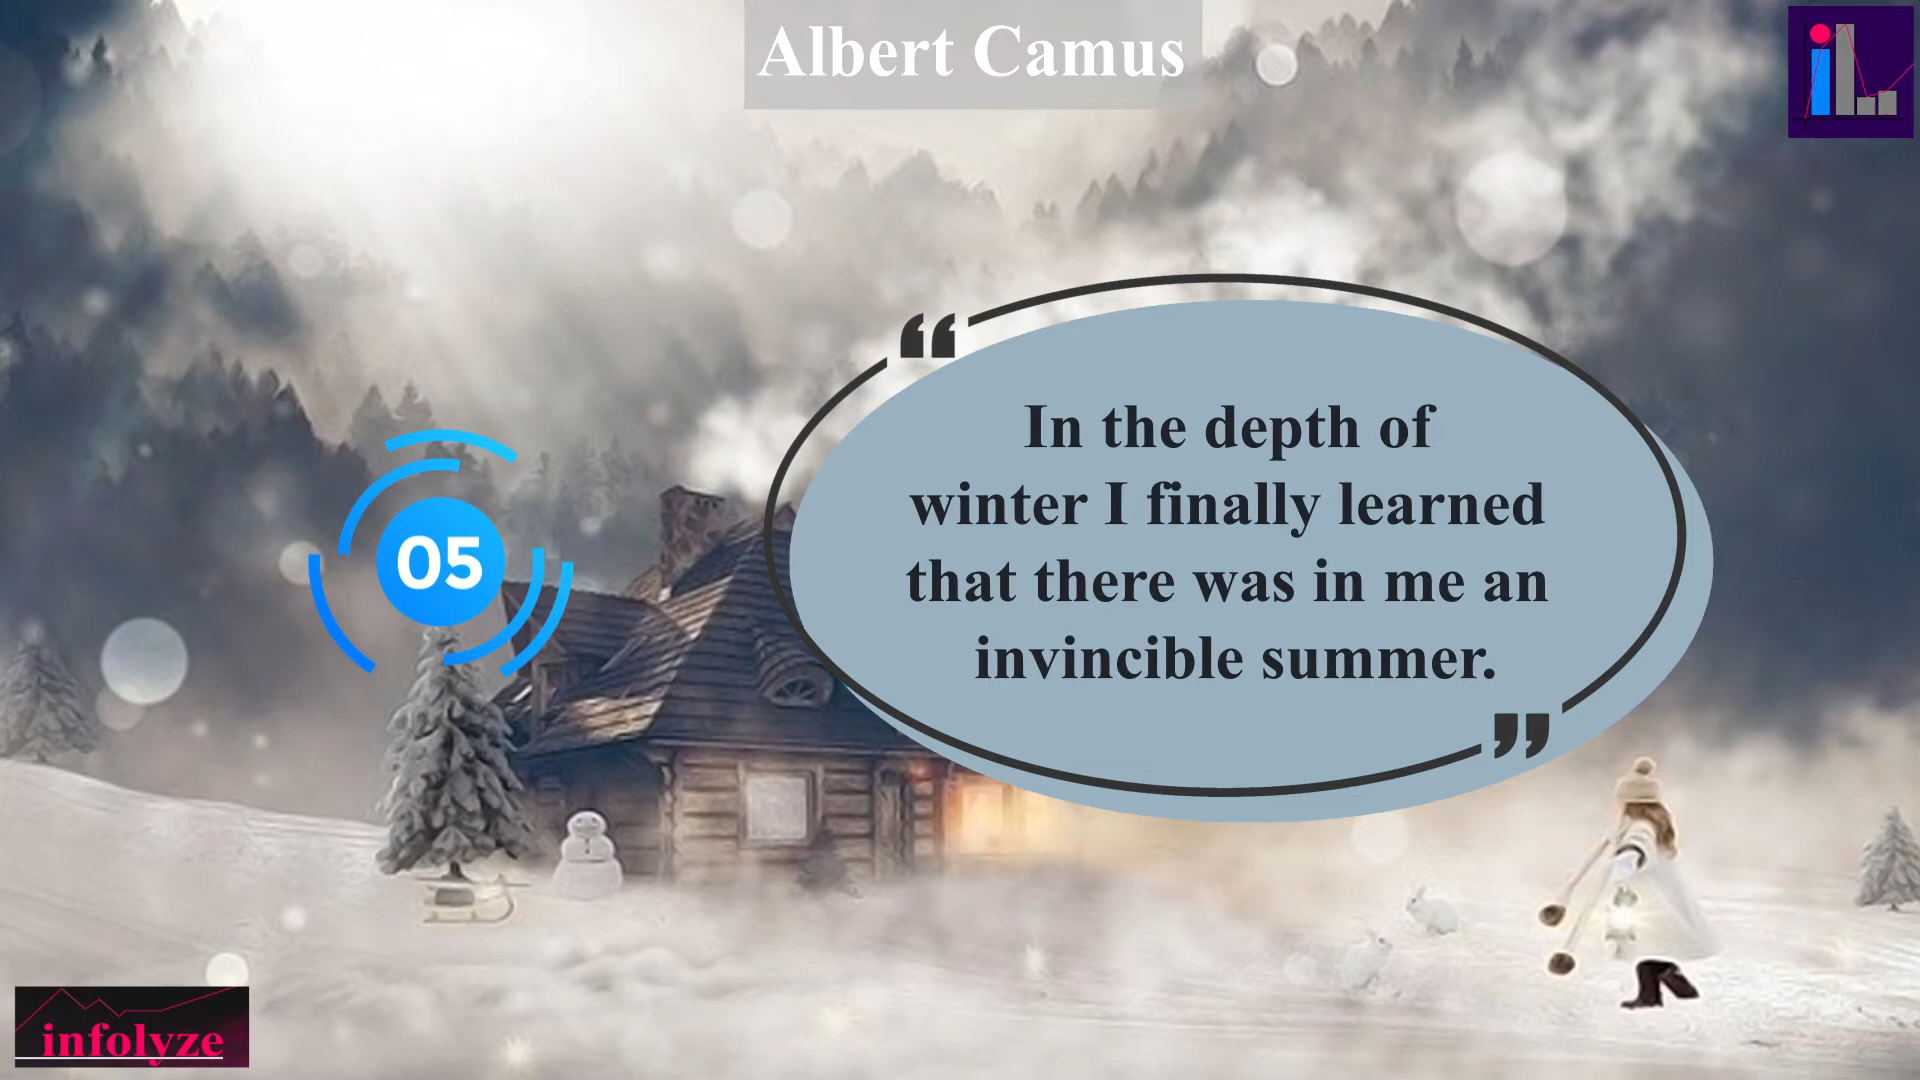 Albert Camus
“
In the depth of
winter I finally learned
that there was in me an
invincible summer.
”
05
iL
infolyze